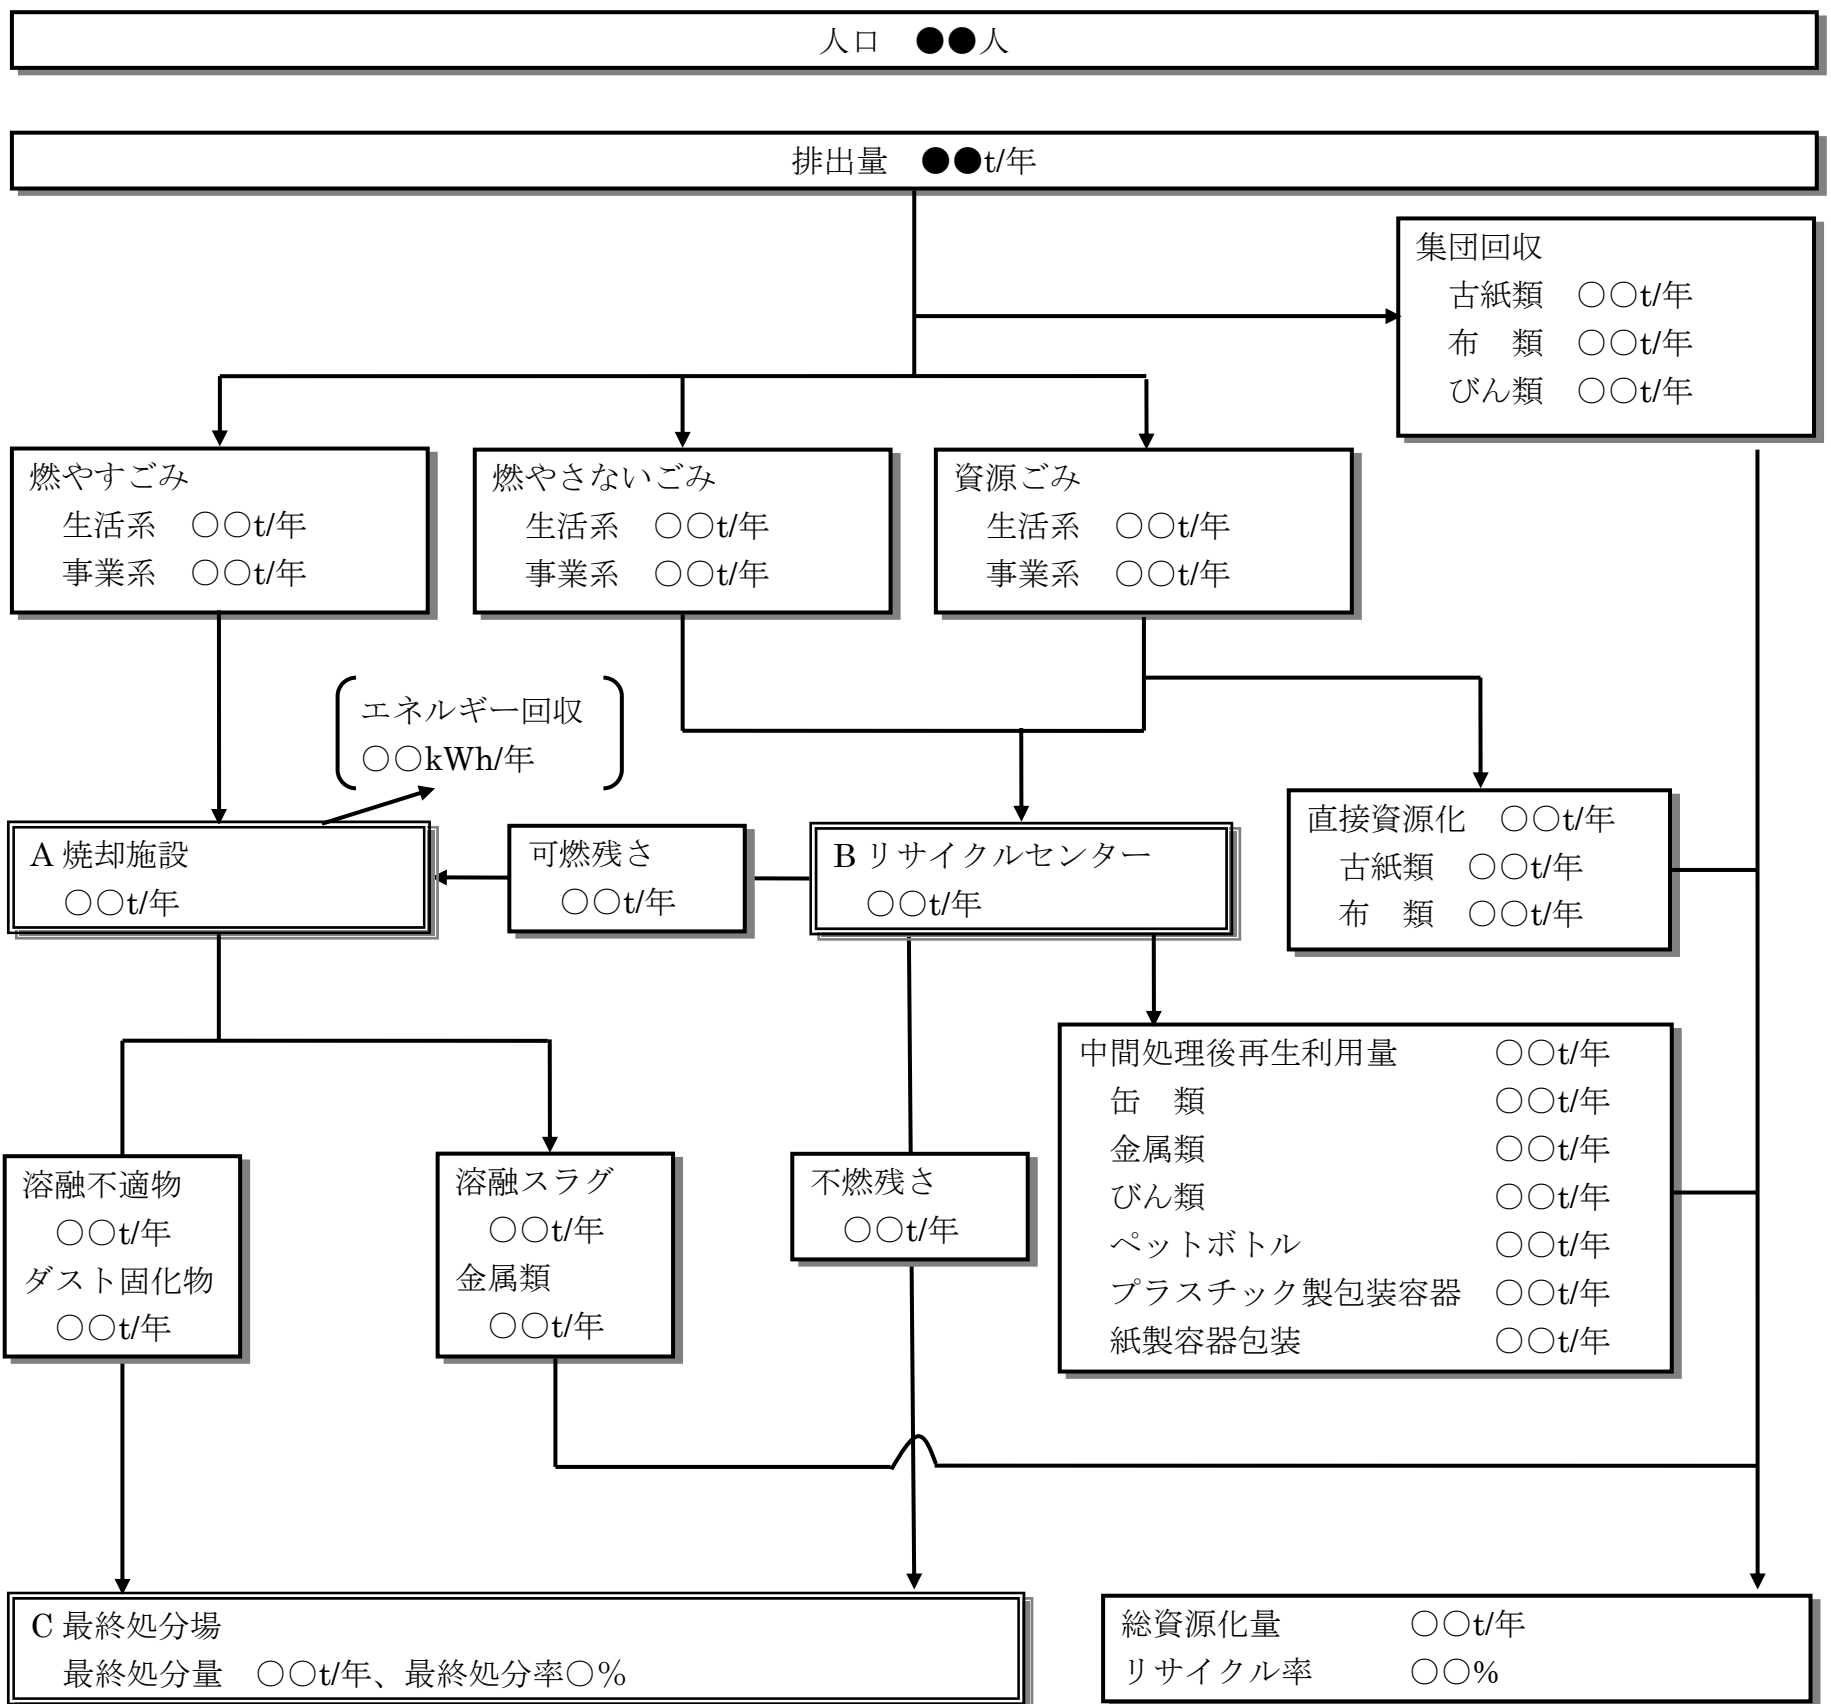 人口　●●人
排出量　●●t/年
集団回収
古紙類　○○t/年
布　類　○○t/年
びん類　○○t/年
燃やすごみ
生活系　○○t/年
事業系　○○t/年
燃やさないごみ
生活系　○○t/年
事業系　○○t/年
資源ごみ
生活系　○○t/年
事業系　○○t/年
エネルギー回収
○○kWh/年
A 焼却施設
○○t/年
可燃残さ
○○t/年
B リサイクルセンター
○○t/年
直接資源化　○○t/年
古紙類　○○t/年
布　類　○○t/年
中間処理後再生利用量　○○t/年
缶　類　○○t/年
金属類　○○t/年
びん類　○○t/年
ペットボトル　○○t/年
プラスチック製包装容器　○○t/年
紙製容器包装　○○t/年
溶融不適物
○○t/年
ダスト固化物
○○t/年
溶融スラグ
○○t/年
金属類
○○t/年
不燃残さ
○○t/年
C 最終処分場
最終処分量　○○t/年、最終処分率○%
総資源化量　○○t/年
リサイクル率　○○%